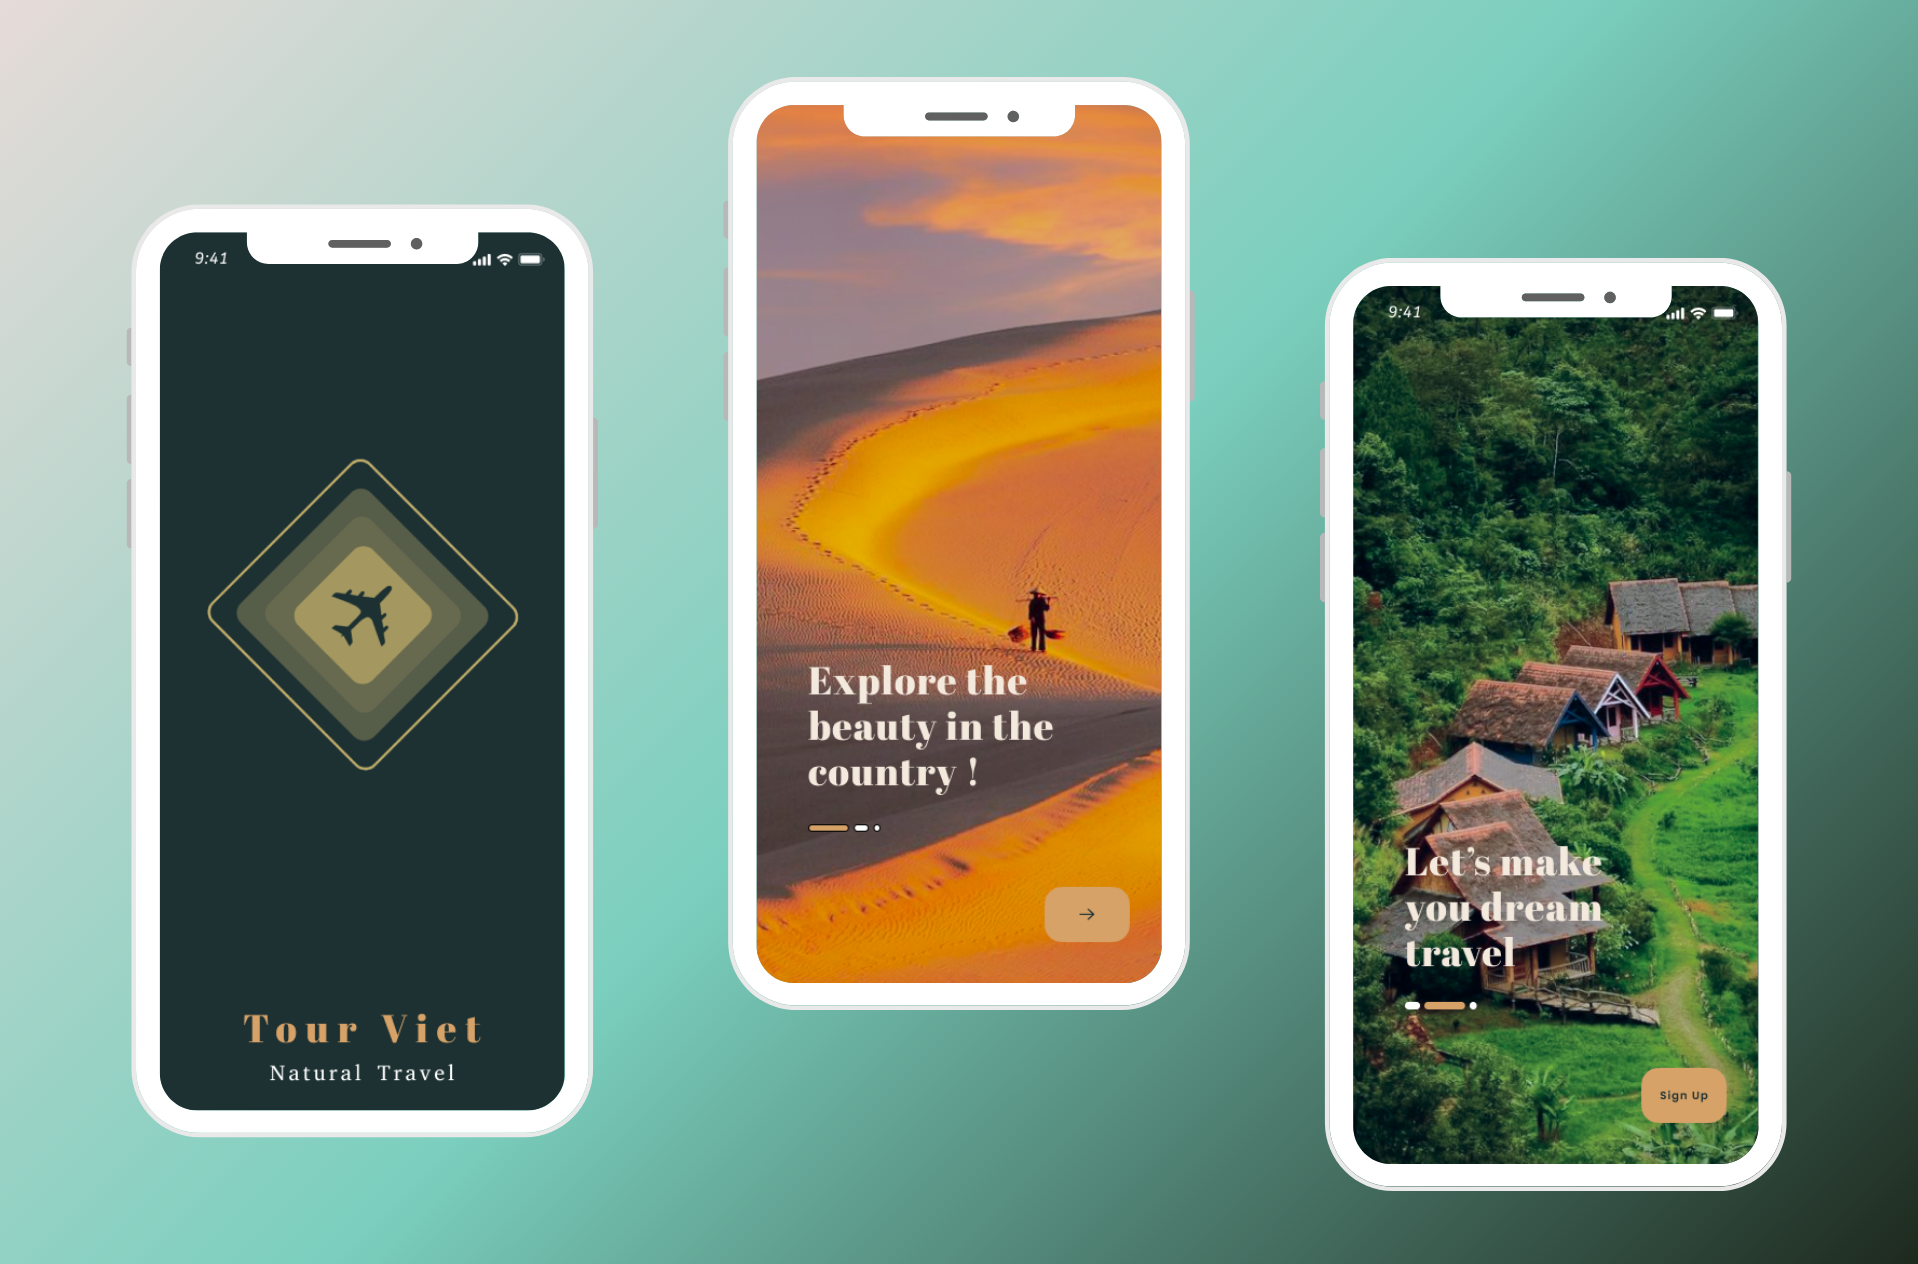 9:41
Tour Viet
Natural Travel
Explore the
beauty in the
country !
9:41
Let's make
you dream
travel
Sign Up